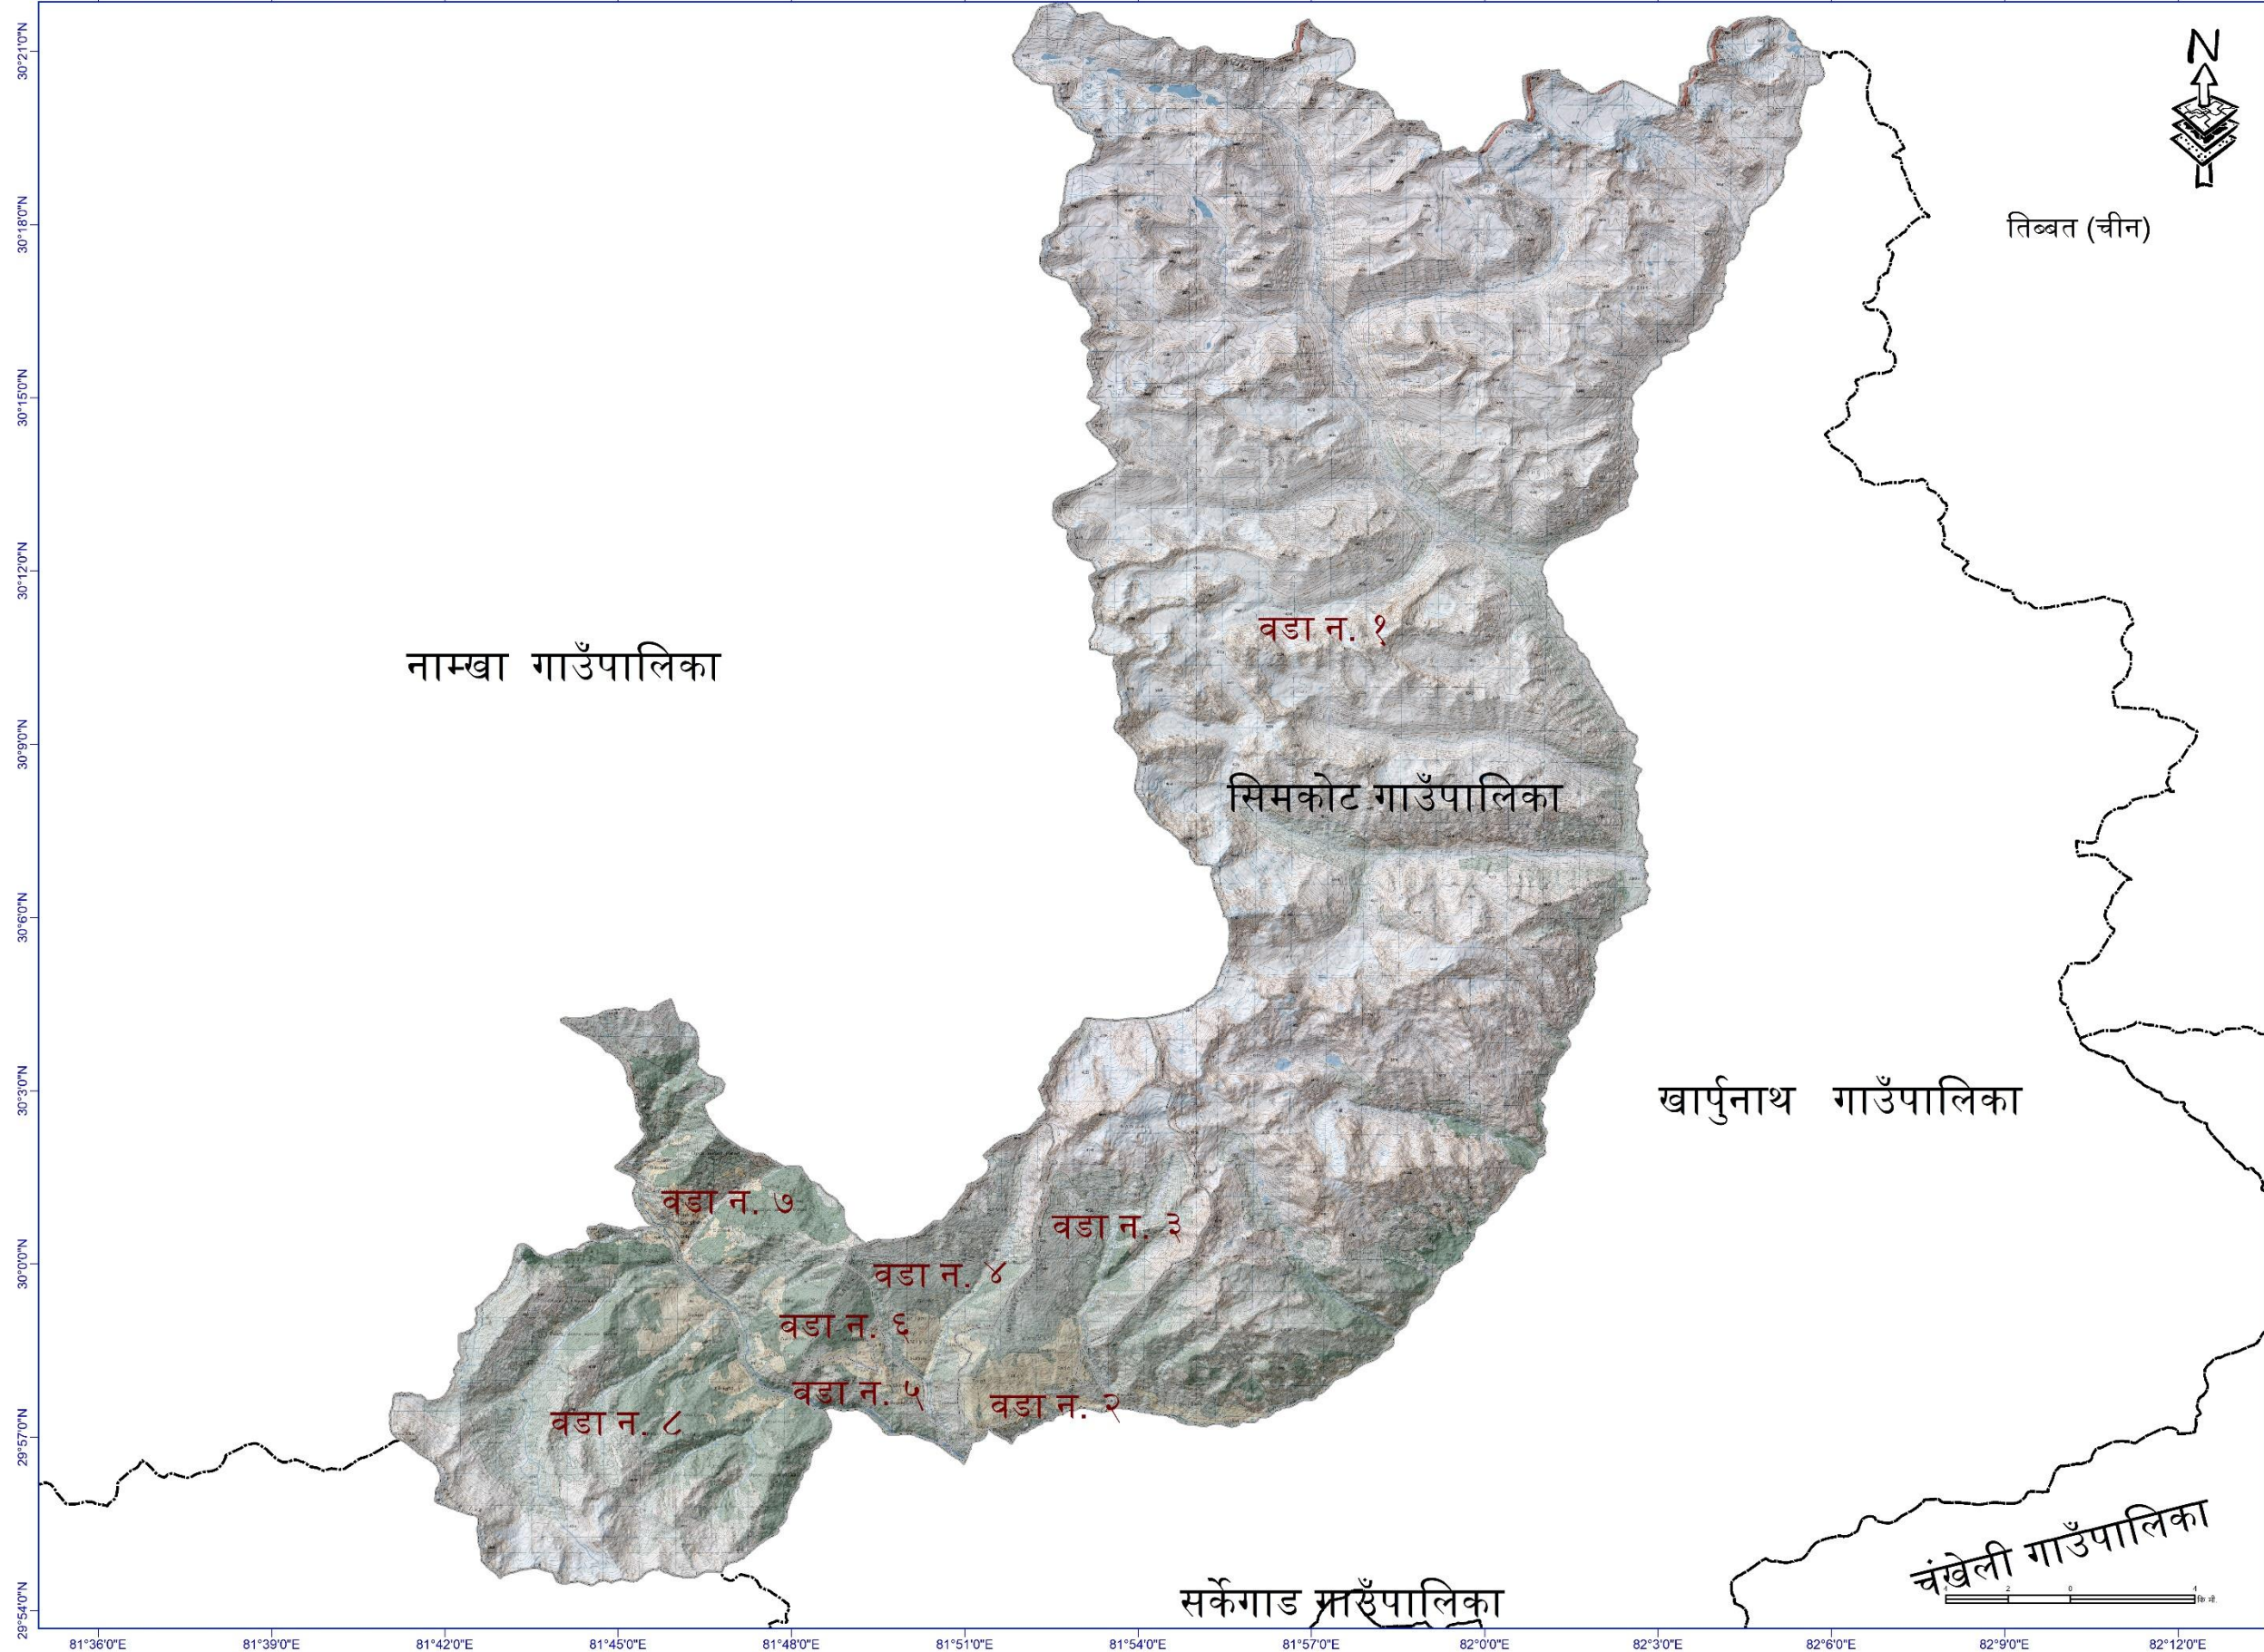 N
तिब्बत (चीन)
वडा न. १
नाम्खा गाउँपालिका
सिमकोट गाउँपालिका
खार्पुनाथ गाउँपालिका
वडा न. ७
वडा न. ३
वडा न. ४
वडा न. ६
वडा न. ५
वडा न. २
वडा न. ८
चंखेली गाउँपालिका
सर्केगाड गाउँपालिका
4 2 0 4
कि.मी.
30°21'0"N
30°18'0"N
30°15'0"N
30°12'0"N
30°9'0"N
30°6'0"N
30°3'0"N
30°0'0"N
29°57'0"N
29°54'0"N
81°36'0"E 81°39'0"E 81°42'0"E 81°45'0"E 81°48'0"E 81°51'0"E 81°54'0"E 81°57'0"E 82°0'0"E 82°3'0"E 82°6'0"E 82°9'0"E 82°12'0"E